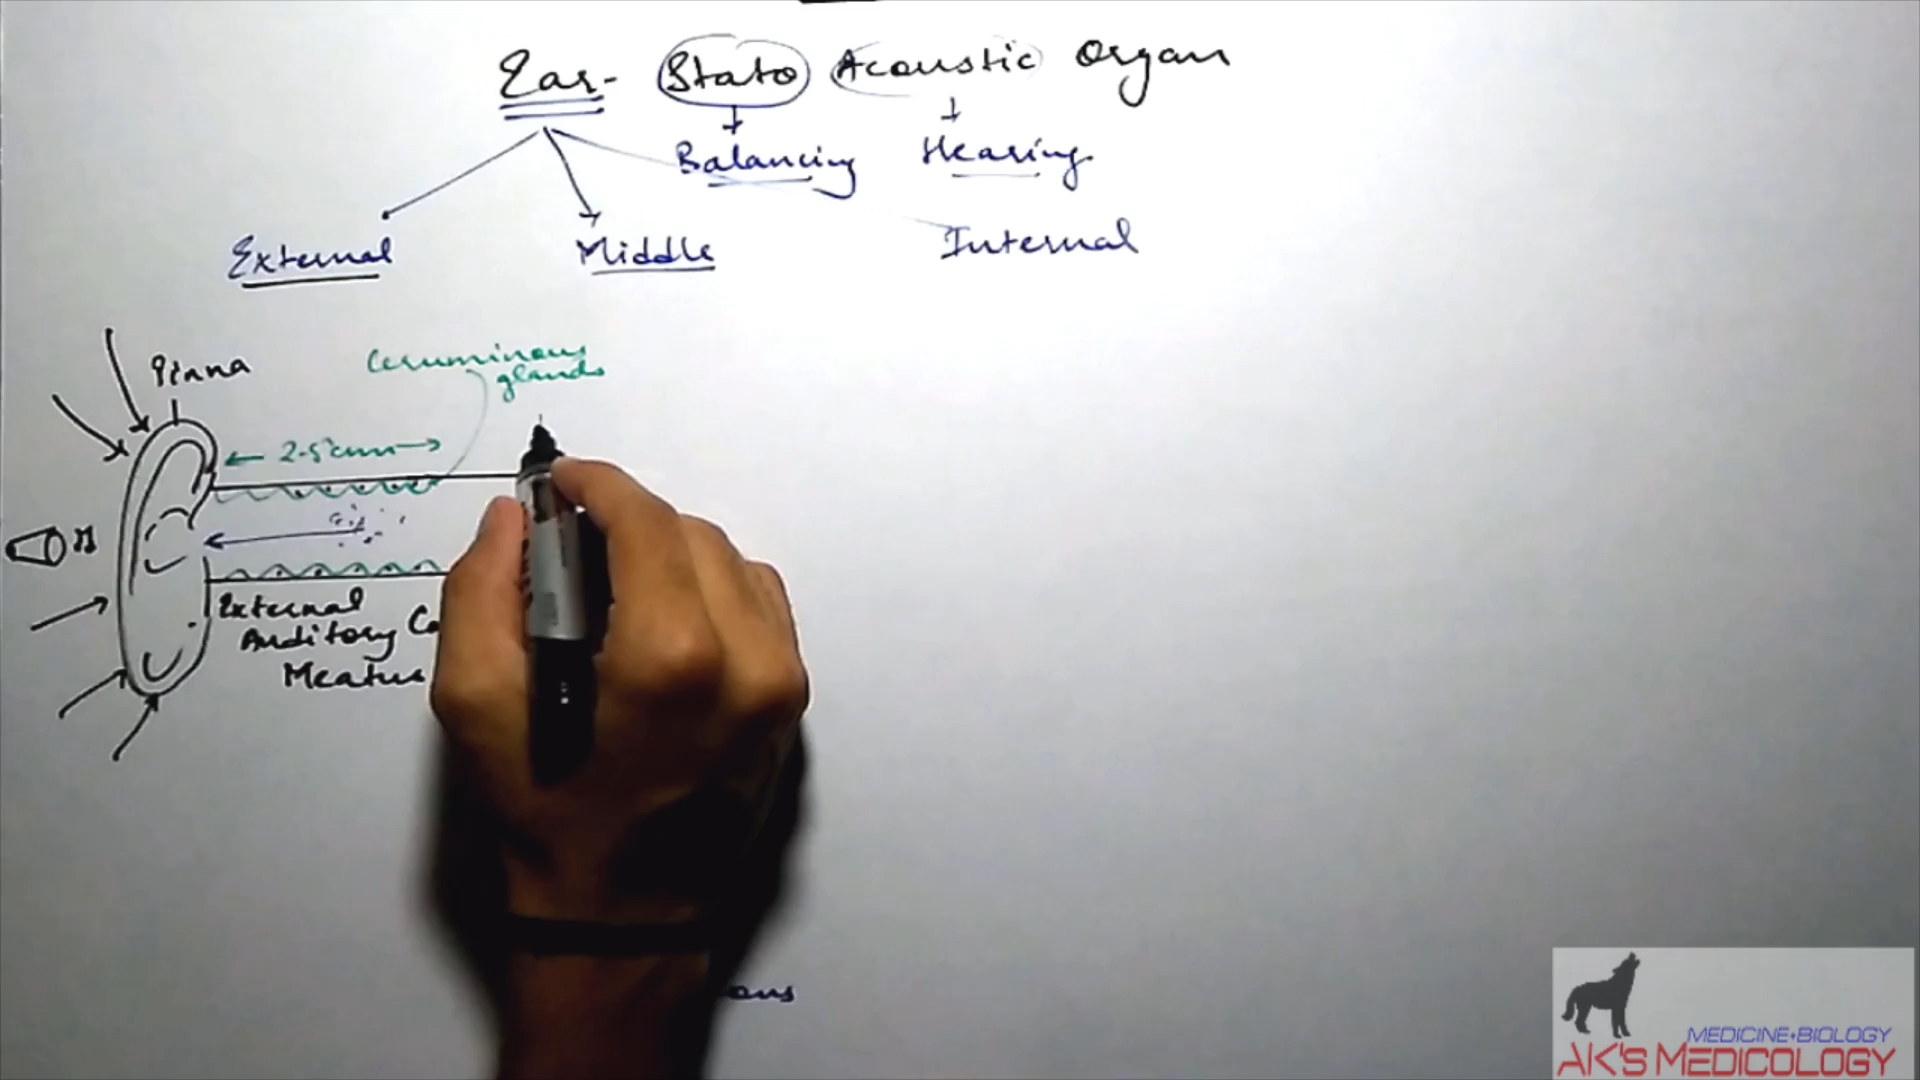 Ear- Stato Acoustic Organ
Balancing Hearing
External Middle Internal
Pinna
Ceruminous
glands
2.5cm
External
Auditory
Meatus
MEDICINE+BIOLOGY
AK'S MEDICOLOGY